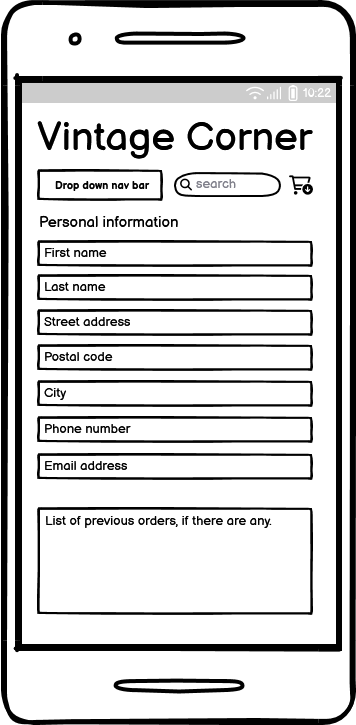 10:22
Vintage Corner
Drop down nav bar
search
Personal information
First name
Last name
Street address
Postal code
City
Phone number
Email address
List of previous orders, if there are any.